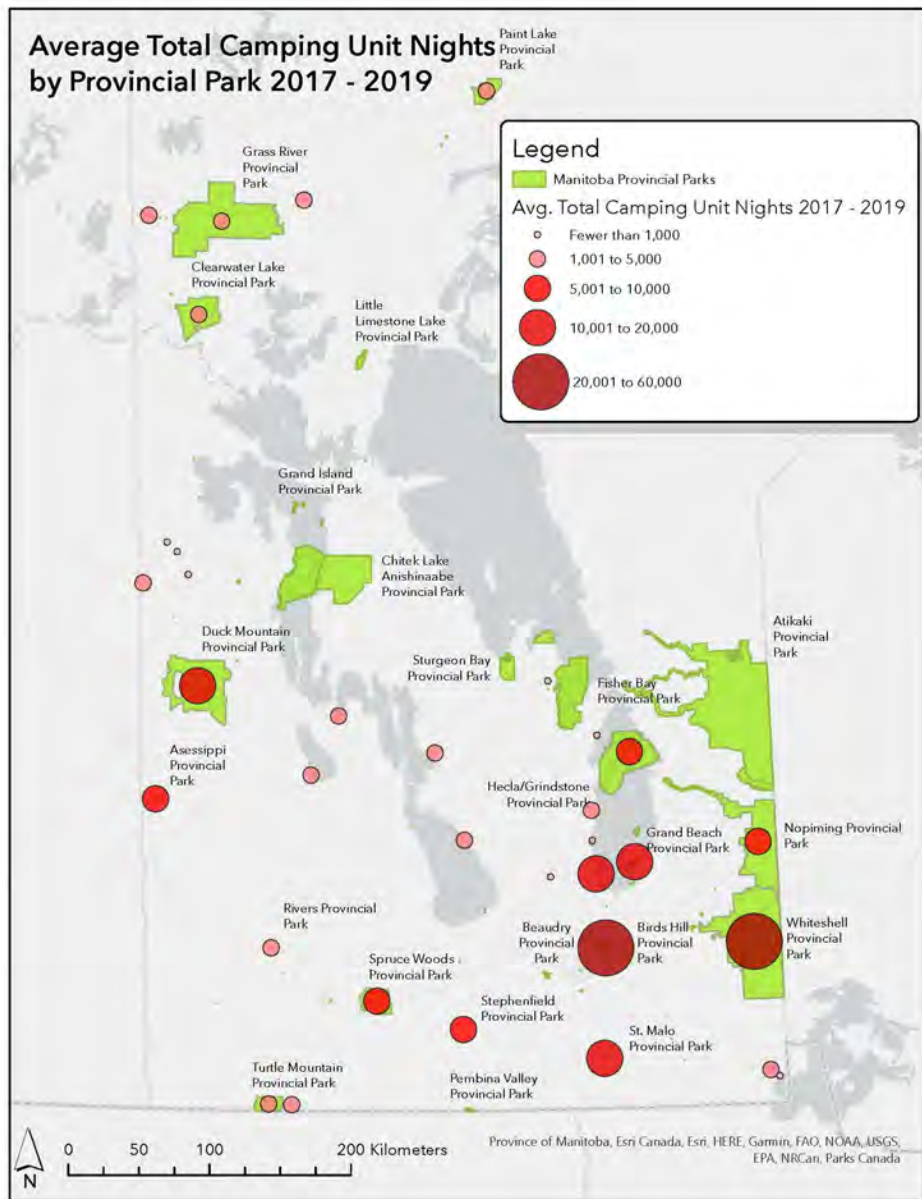 Average Total Camping Unit Nights
by Provincial Park 2017 - 2019
Paint Lake
Provincial
Park
Legend
Manitoba Provincial Parks
Avg. Total Camping Unit Nights 2017 - 2019
Fewer than 1,000
1,001 to 5,000
5,001 to 10,000
10,001 to 20,000
20,001 to 60,000
Grass River
Provincial
Park
Clearwater Lake
Provincial Park
Little
Limestone Lake
Provincial Park
Grand Island
Provincial Park
Chitek Lake
Anishinaabe
Provincial Park
Duck Mountain
Provincial Park
Sturgeon Bay
Provincial Park
Fisher Bay
Provincial Park
Atikaki
Provincial
Park
Asessippi
Provincial
Park
Hecla/Grindstone
Provincial Park
Grand Beach
Provincial Park
Nopiming Provincial
Park
Rivers Provincial
Park
Beaudry
Provincial
Park
Birds Hill
Provincial
Park
Whiteshell
Provincial
Park
Spruce Woods
Provincial Park
Stephenfield
Provincial Park
St. Malo
Provincial Park
Turtle Mountain
Provincial Park
Pembina Valley
Provincial Park
N
0 50 100 200 Kilometers
Province of Manitoba, Esri Canada, Esri, HERE, Garmin, FAO, NOAA, USGS,
EPA, NRCan, Parks Canada